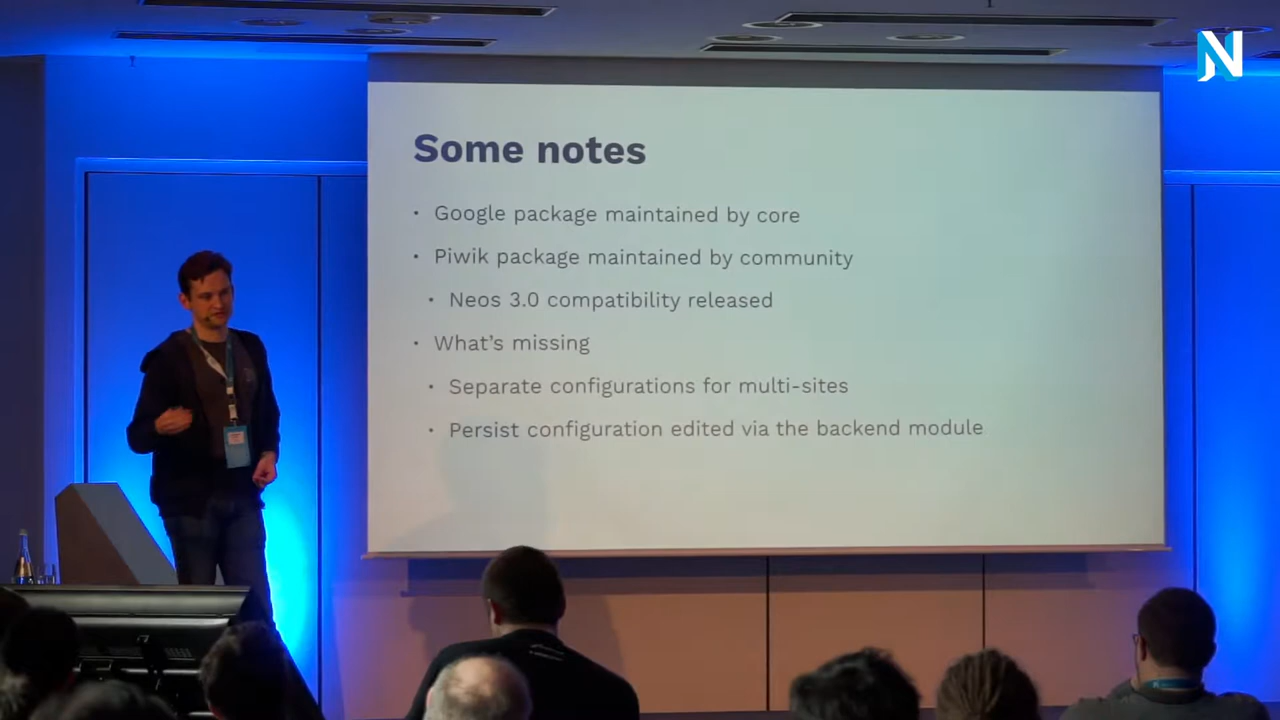 Some notes
• Google package maintained by core
• Piwik package maintained by community
• Neos 3.0 compatibility released
• What's missing
• Separate configurations for multi-sites
• Persist configuration edited via the backend module